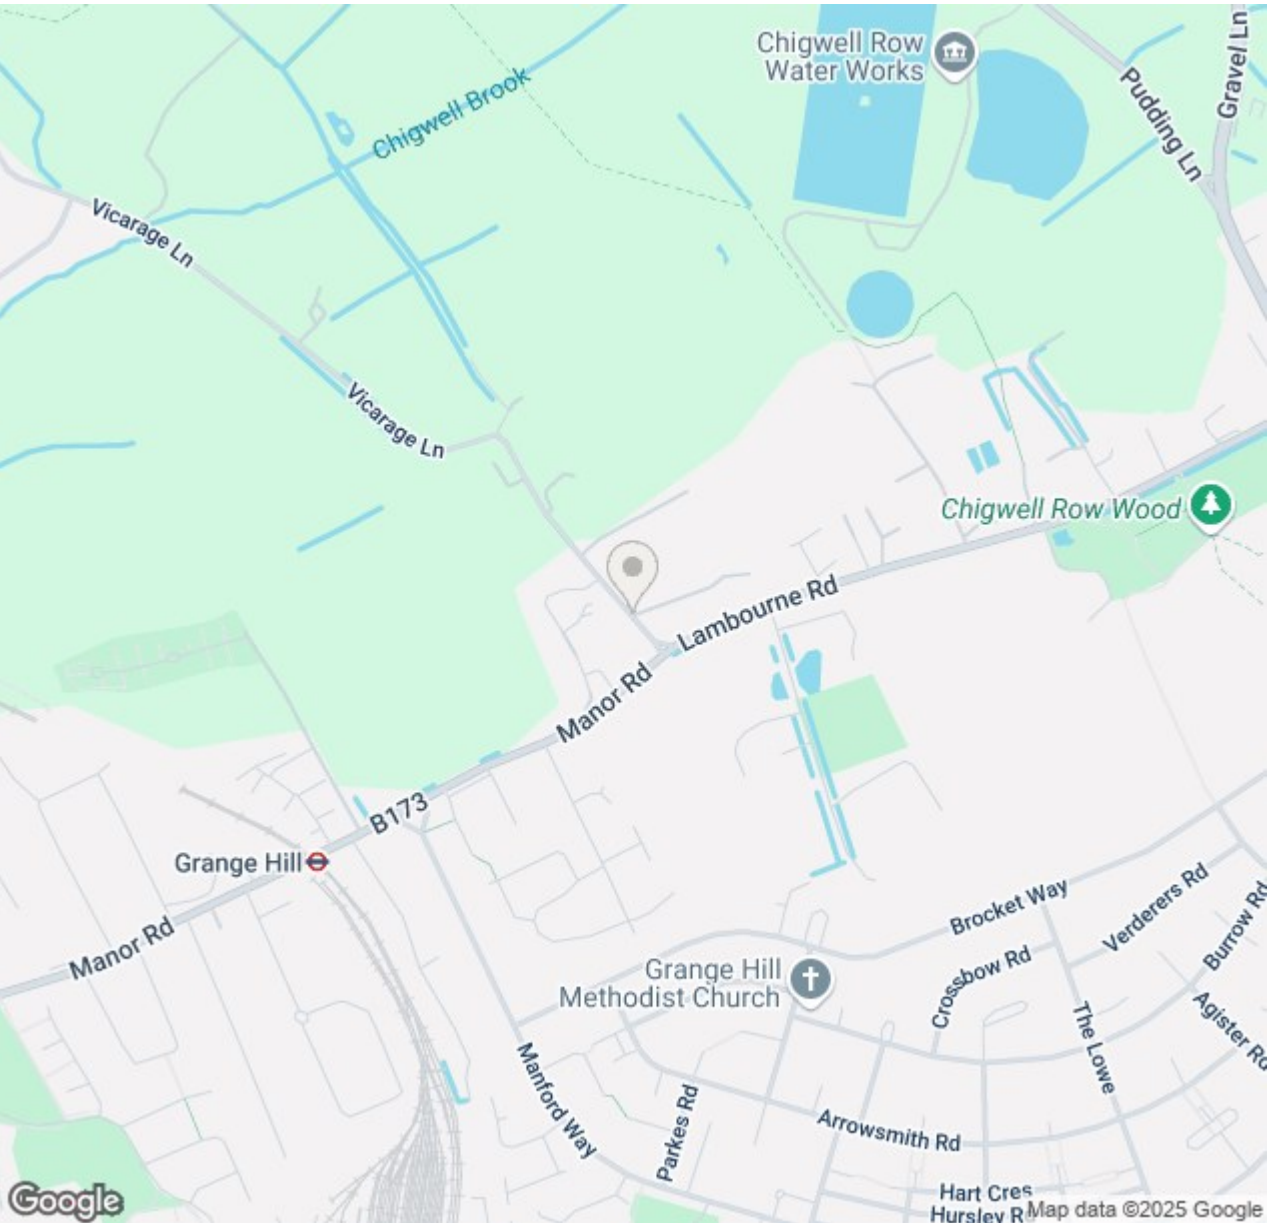 Chigwell Row
Water Works
Gravel Ln
Pudding Ln
Chigwell Brook
Vicarage Ln
Vicarage Ln
Chigwell Row Wood
Lambourne Rd
Manor Rd
B173
Grange Hill
Manor Rd
Brocket Way
Verderers Rd
Burrow Rd
Crossbow Rd
Grange Hill
Methodist Church
Agister Rd
The Lowe
Manford Way
Parkes Rd
Arrowsmith Rd
Hart Cres
Hursley R
Google
Map data ©2025 Google